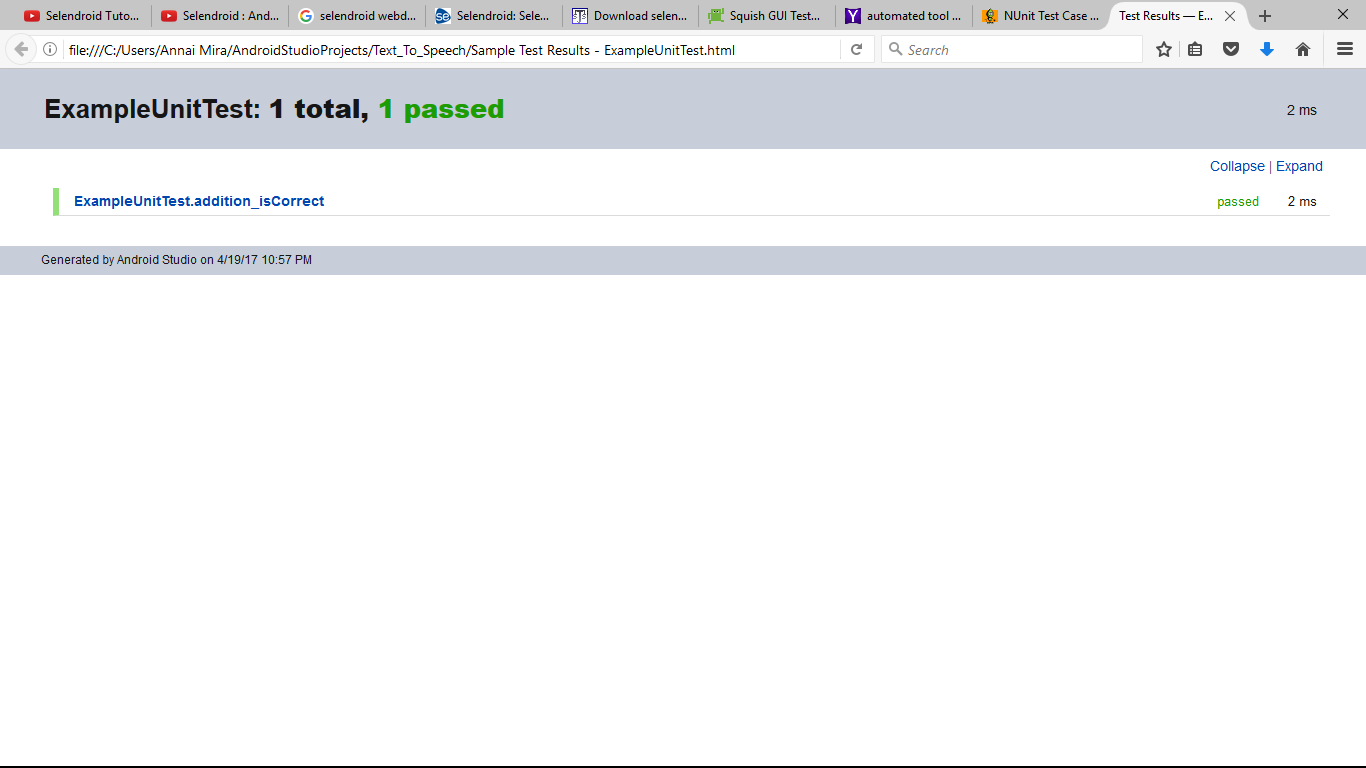 Selendroid Tuto...
Selendroid : And...
selendroid webd...
Selendroid: Sele...
Download selen...
Squish GUI Test...
automated tool ...
NUnit Test Case ...
Test Results — E...
file:///C:/Users/Annai Mira/AndroidStudioProjects/Text_To_Speech/Sample Test Results - ExampleUnitTest.html
Search
ExampleUnitTest: 1 total, 1 passed
2 ms
Collapse | Expand
ExampleUnitTest.addition_isCorrect
passed
2 ms
Generated by Android Studio on 4/19/17 10:57 PM